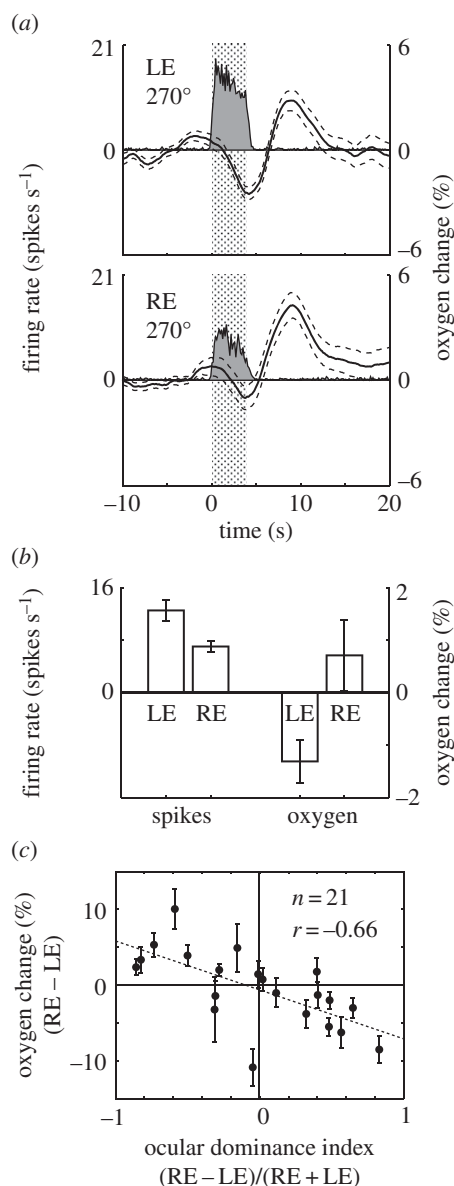 (a)
21
6
LE
270°
0
0
−6
21
6
RE
270°
0
0
−6
firing rate (spikes s⁻¹)
oxygen change (%)
−10
0
10
20
time (s)
(b)
16
2
0
0
LE
RE
LE
RE
−2
firing rate (spikes s⁻¹)
oxygen change (%)
spikes
oxygen
(c)
n = 21
r = −0.66
10
0
−10
oxygen change (%)
(RE − LE)
−1
0
1
ocular dominance index
(RE − LE)/(RE + LE)